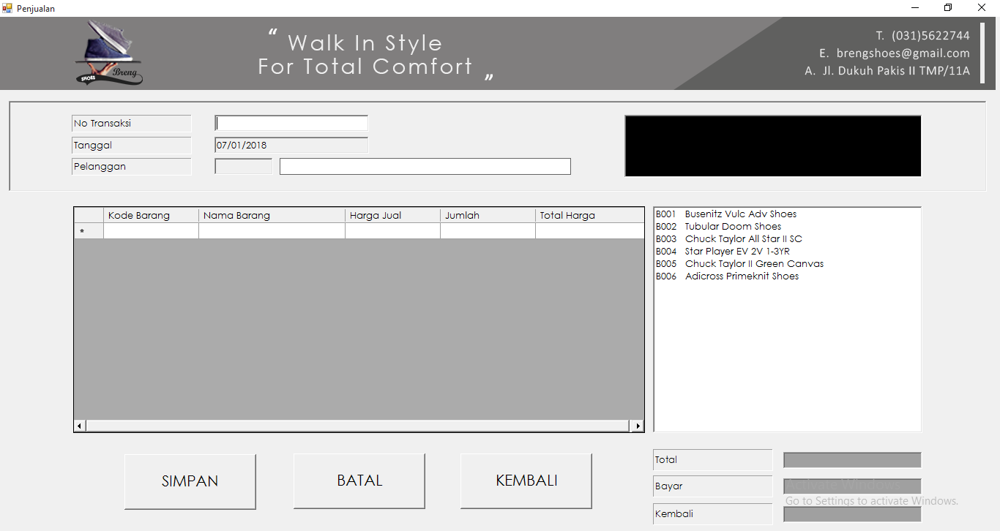 Penjualan
SHOES Breng
“ Walk In Style
For Total Comfort „
T. (031)5622744
E. brengshoes@gmail.com
A. Jl. Dukuh Pakis II TMP/11A
No Transaksi
Tanggal 07/01/2018
Pelanggan
Kode Barang Nama Barang Harga Jual Jumlah Total Harga
*
B001 Busenitz Vulc Adv Shoes
B002 Tubular Doom Shoes
B003 Chuck Taylor All Star II SC
B004 Star Player EV 2V 1-3YR
B005 Chuck Taylor II Green Canvas
B006 Adicross Primeknit Shoes
SIMPAN BATAL KEMBALI
Total
Bayar
Kembali
Activate Windows
Go to Settings to activate Windows.